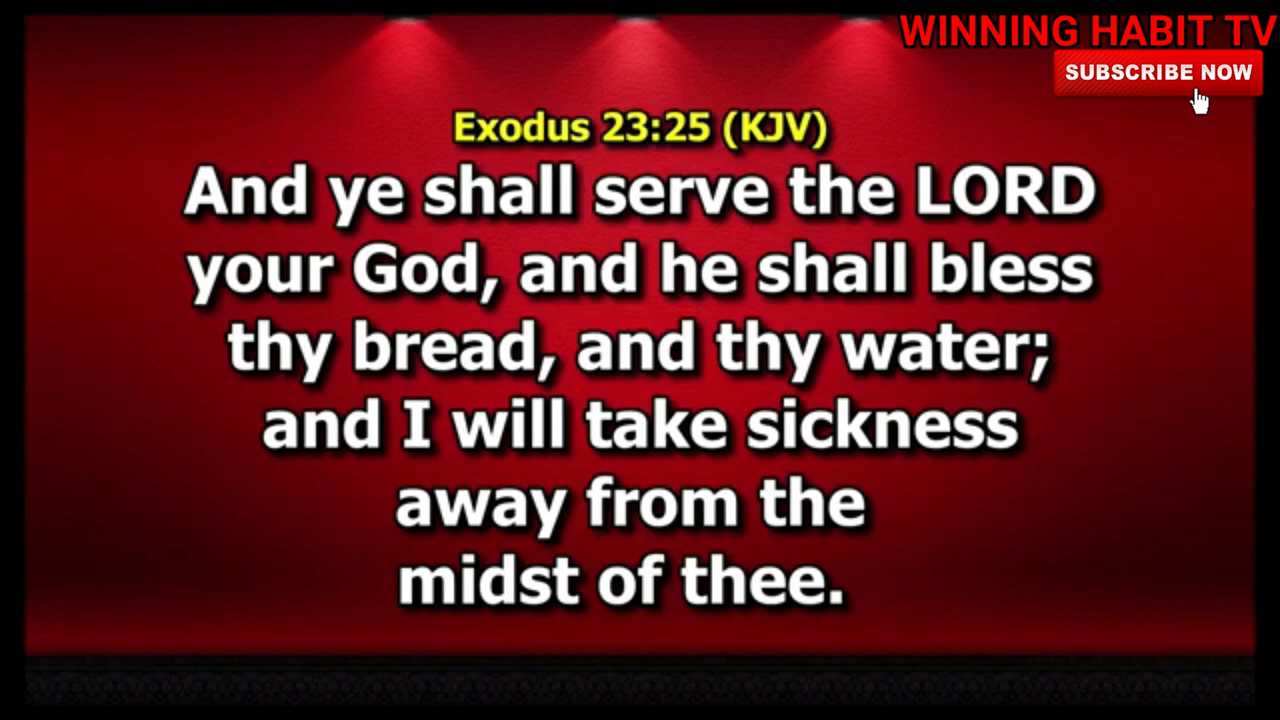 WINNING HABIT TV
SUBSCRIBE NOW
Exodus 23:25 (KJV)
And ye shall serve the LORD
your God, and he shall bless
thy bread, and thy water;
and I will take sickness
away from the
midst of thee.